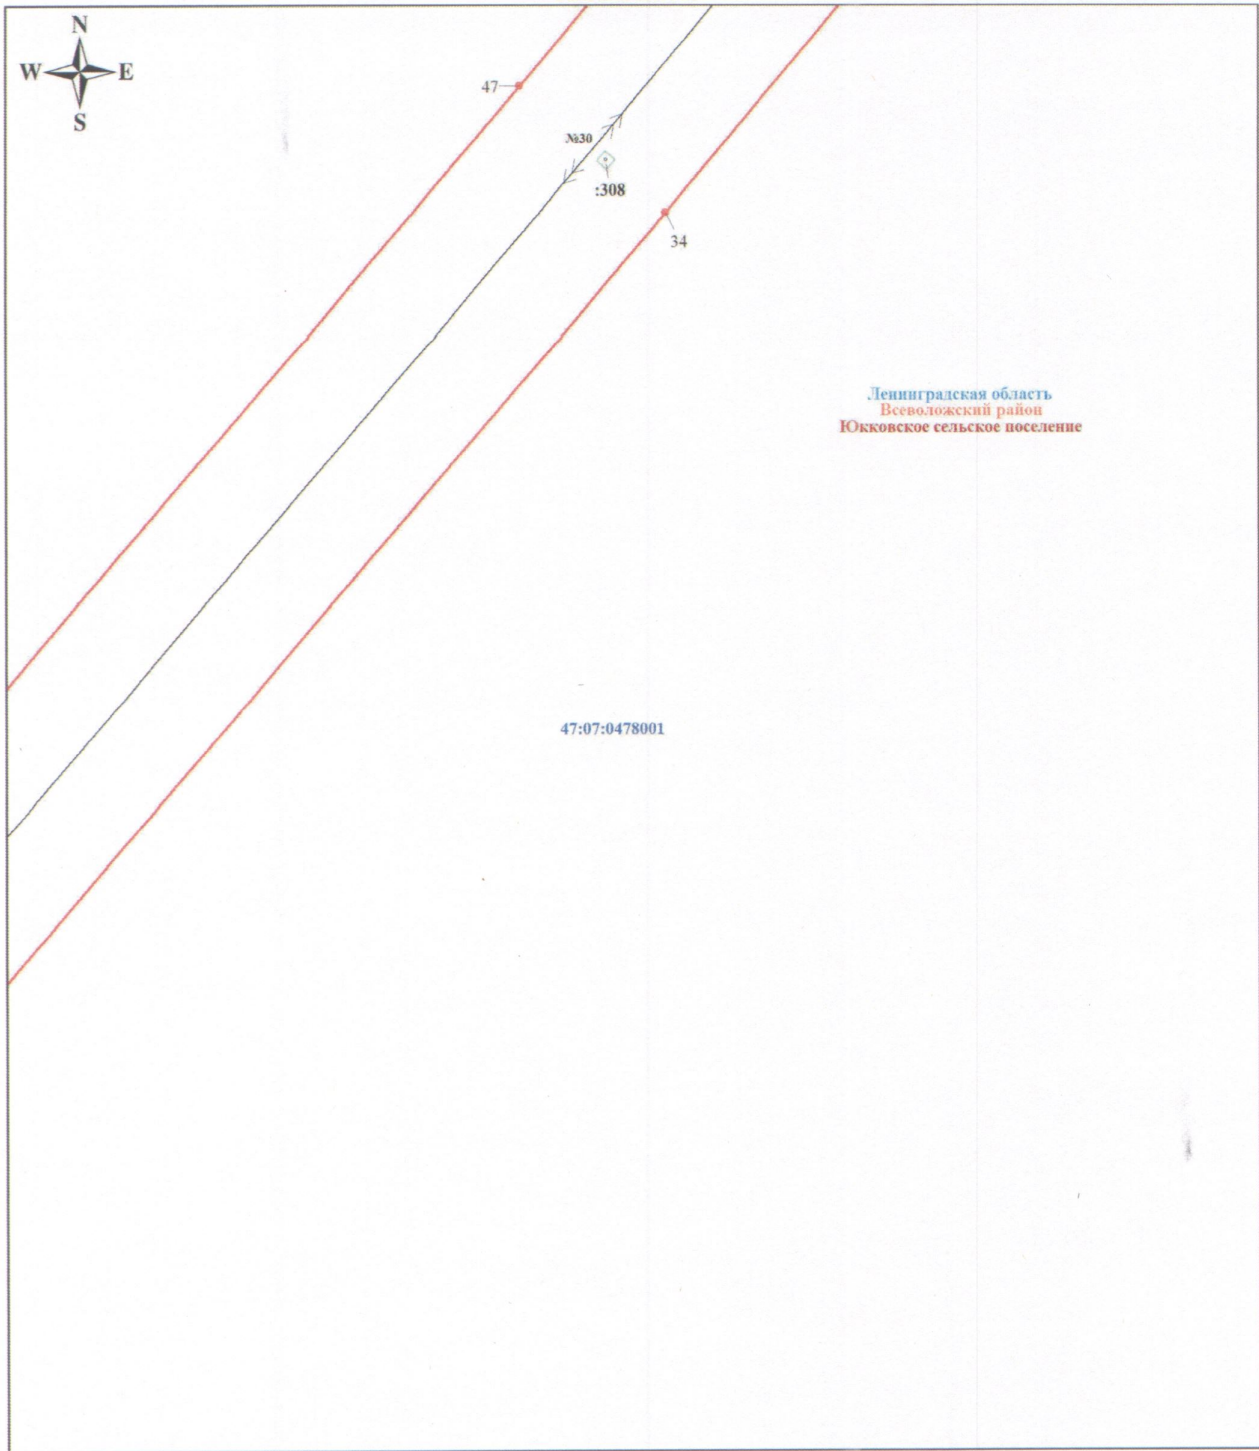 N
W E
S
47
№30
:308
34
Ленинградская область
Всеволожский район
Юкковское сельское поселение
47:07:0478001